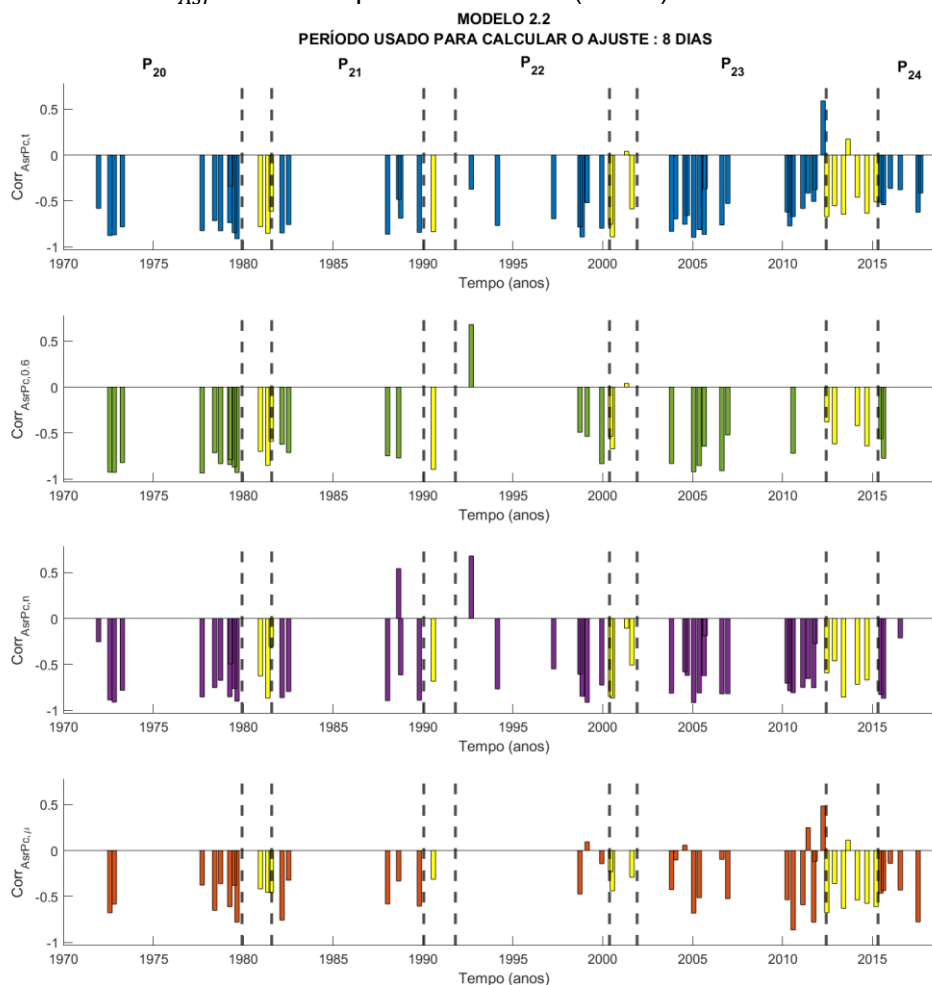 MODELO 2.2
PERÍODO USADO PARA CALCULAR O AJUSTE : 8 DIAS
P20 P21 P22 P23 P24
Corr AsrPc,t
0.5
0
-0.5
-1
1970 1975 1980 1985 1990 1995 2000 2005 2010 2015
Tempo (anos)
Corr AsrPc,0.6
0.5
0
-0.5
-1
1970 1975 1980 1985 1990 1995 2000 2005 2010 2015
Tempo (anos)
Corr AsrPc,n
0.5
0
-0.5
-1
1970 1975 1980 1985 1990 1995 2000 2005 2010 2015
Tempo (anos)
Corr AsrPc,μ
0.5
0
-0.5
-1
1970 1975 1980 1985 1990 1995 2000 2005 2010 2015
Tempo (anos)